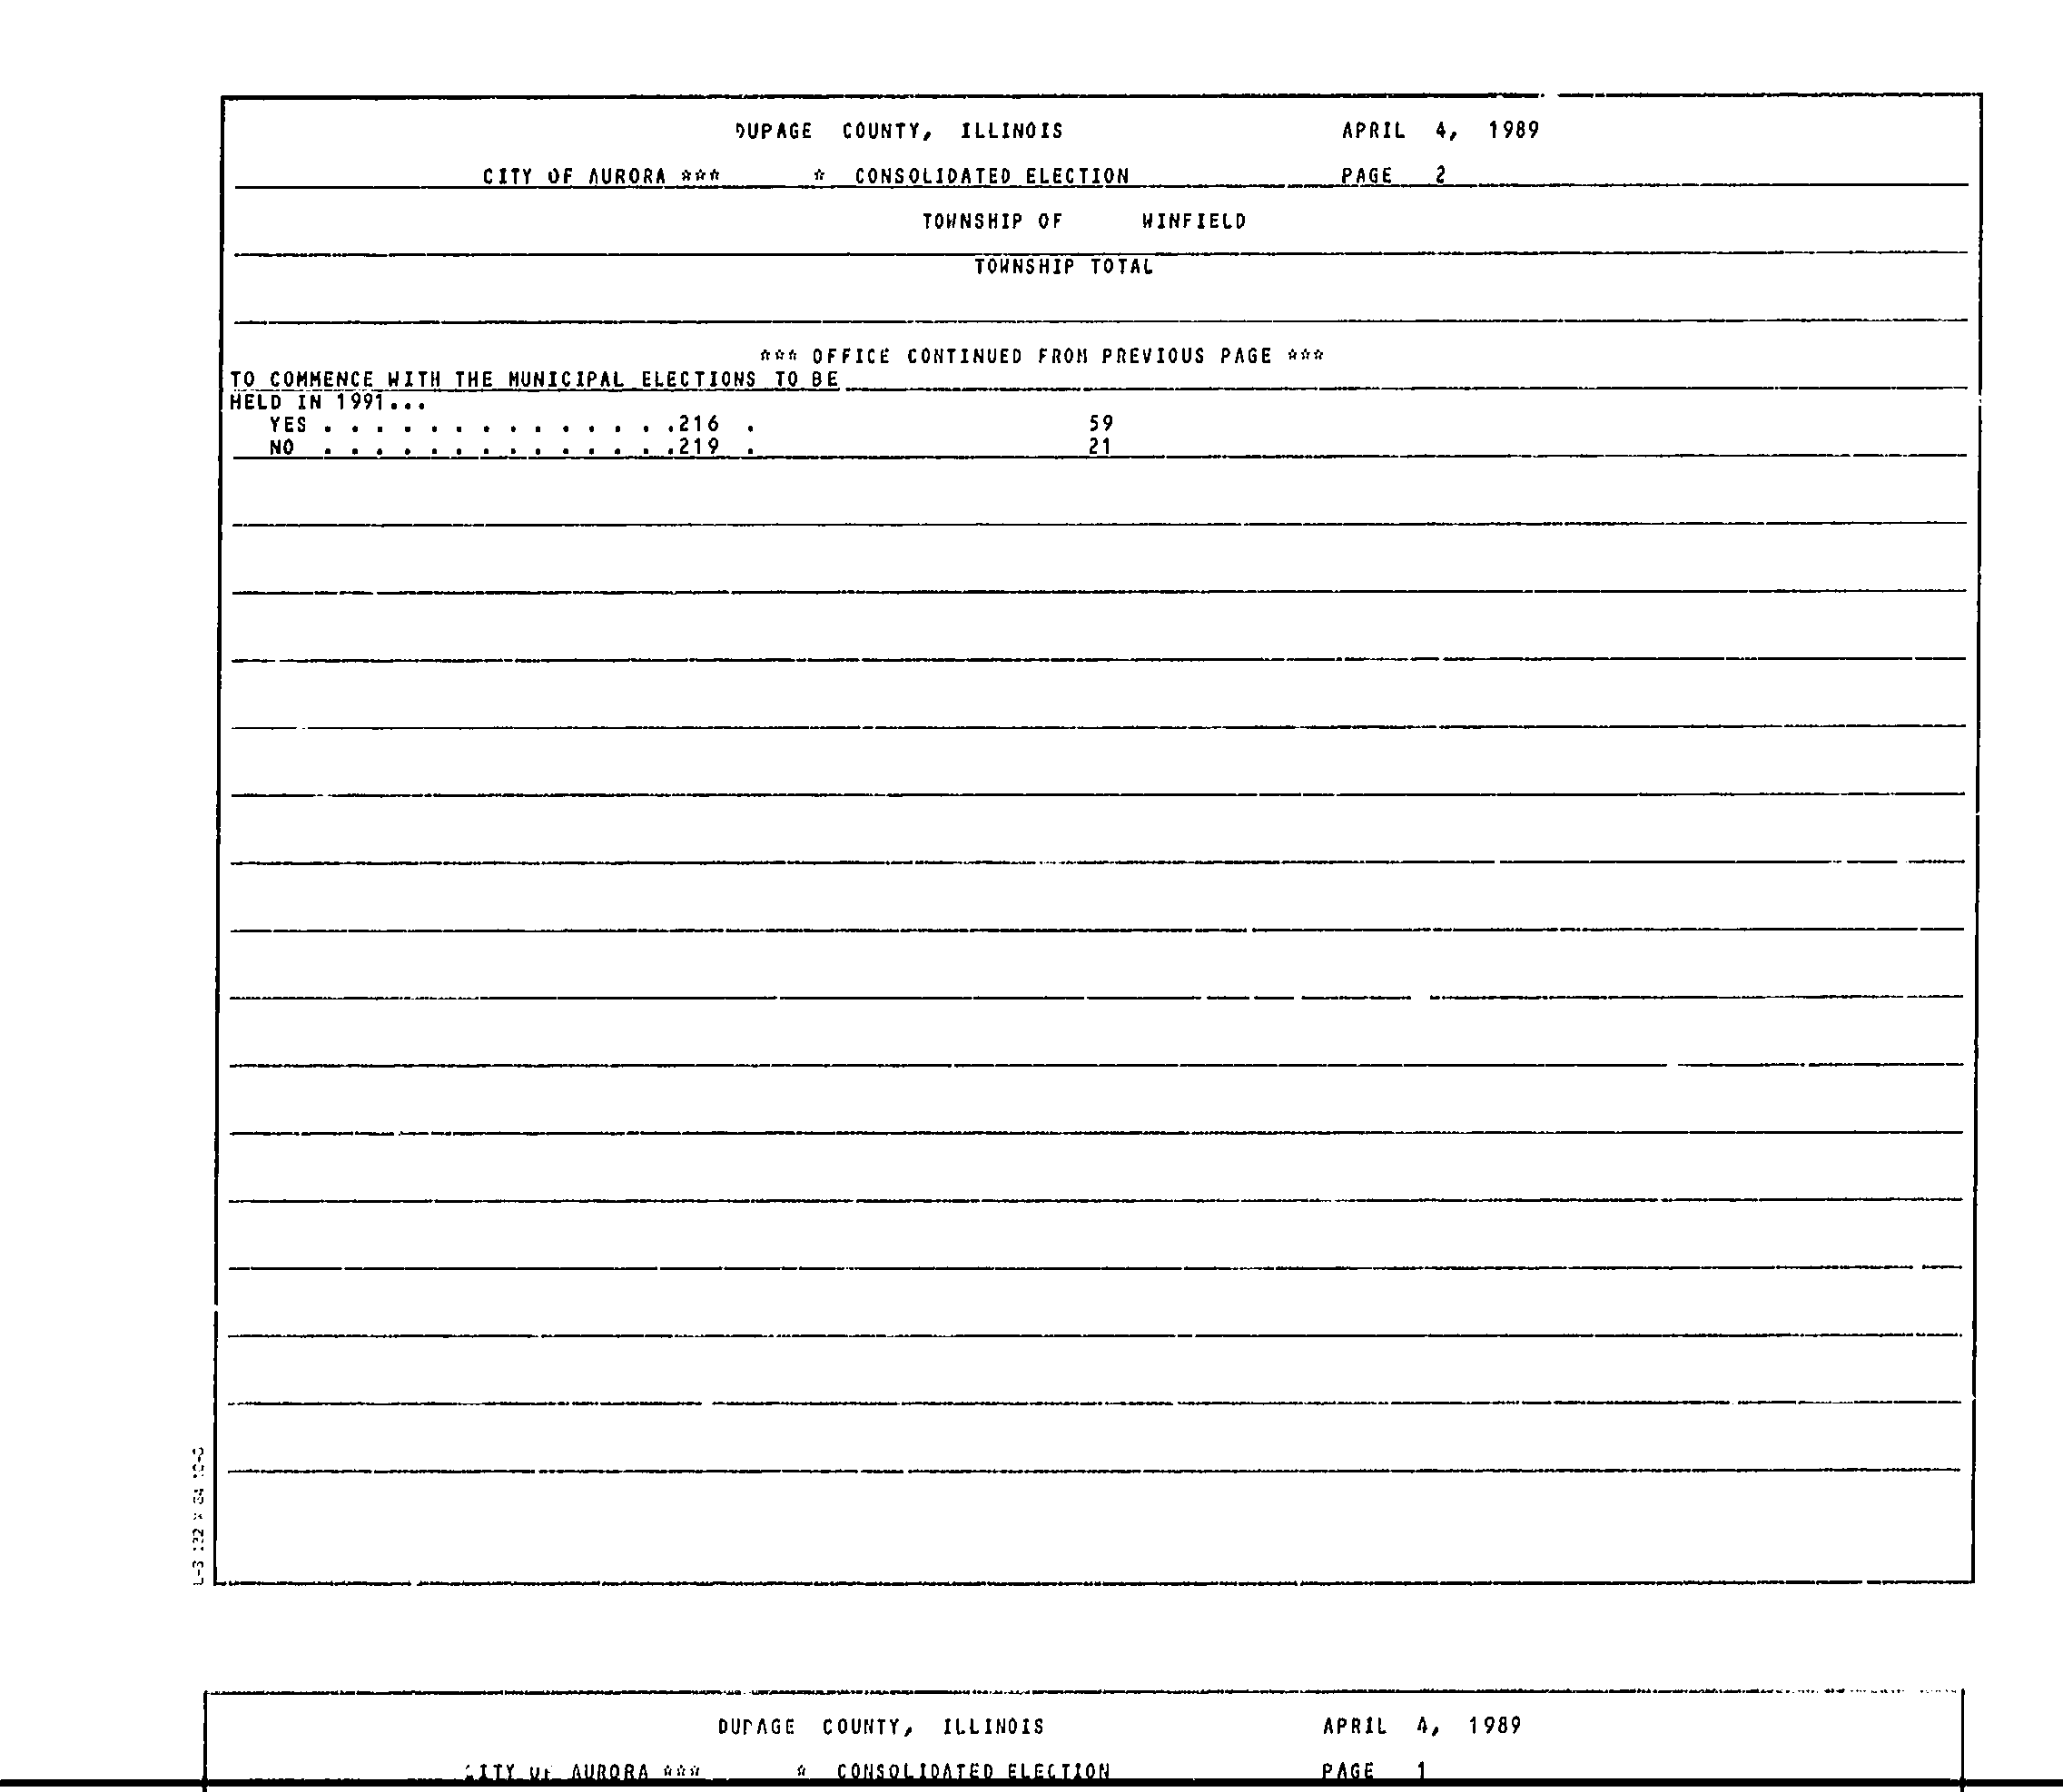 DUPAGE COUNTY, ILLINOIS APRIL 4, 1989
CITY OF AURORA *** * CONSOLIDATED ELECTION PAGE 2
TOWNSHIP OF WINFIELD
TOWNSHIP TOTAL
*** OFFICE CONTINUED FROM PREVIOUS PAGE ***
TO COMMENCE WITH THE MUNICIPAL ELECTIONS TO BE
HELD IN 1991...
YES . . . . . . . . . . . . . .216 . 59
NO . . . . . . . . . . . . . .219 . 21
DUPAGE COUNTY, ILLINOIS APRIL 4, 1989
CITY OF AURORA *** * CONSOLIDATED ELECTION PAGE 1